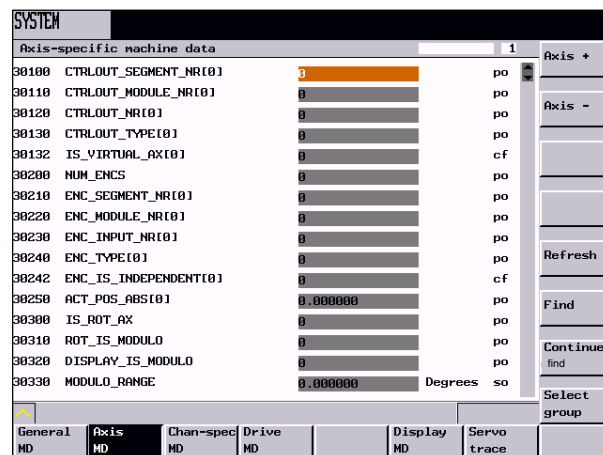 SYSTEM
Axis-specific machine data 1
30100 CTRLOUT_SEGMENT_NR[0] 0 po
30110 CTRLOUT_MODULE_NR[0] 0 po
30120 CTRLOUT_NR[0] 0 po
30130 CTRLOUT_TYPE[0] 0 po
30132 IS_VIRTUAL_AX[0] 0 cf
30200 NUM_ENCS 0 po
30210 ENC_SEGMENT_NR[0] 0 po
30220 ENC_MODULE_NR[0] 0 po
30230 ENC_INPUT_NR[0] 0 po
30240 ENC_TYPE[0] 0 po
30242 ENC_IS_INDEPENDENT[0] 0 cf
30250 ACT_POS_ABS[0] 0.000000 po
30300 IS_ROT_AX 0 po
30310 ROT_IS_MODULO 0 po
30320 DISPLAY_IS_MODULO 0 po
30330 MODULO_RANGE 0.000000 Degrees so
Axis +
Axis -
Refresh
Find
Continue
find
Select
group
General
MD
Axis
MD
Chan-spec
MD
Drive
MD
Display
MD
Servo
trace